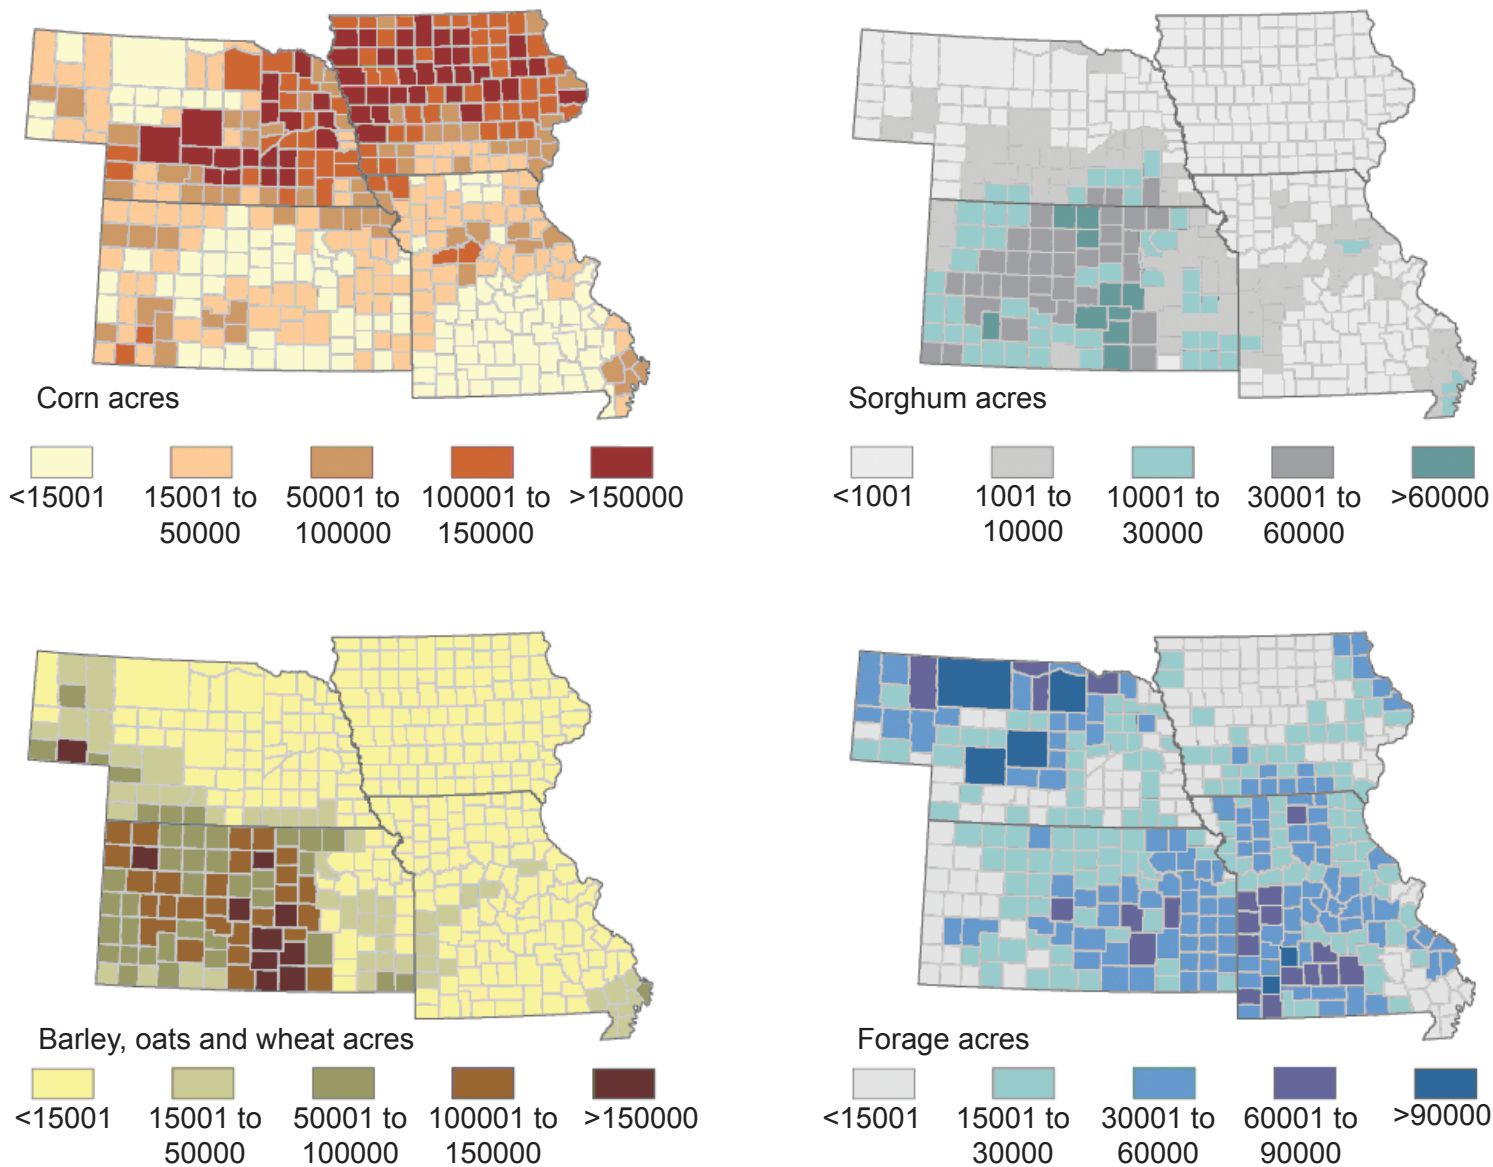 Corn acres
<15001
15001 to
50000
50001 to
100000
100001 to
150000
>150000
Sorghum acres
<1001
1001 to
10000
10001 to
30000
30001 to
60000
>60000
Barley, oats and wheat acres
<15001
15001 to
50000
50001 to
100000
100001 to
150000
>150000
Forage acres
<15001
15001 to
30000
30001 to
60000
60001 to
90000
>90000